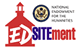 NATIONAL
ENDOWMENT
FOR THE
HUMANITIES
EDSITEment